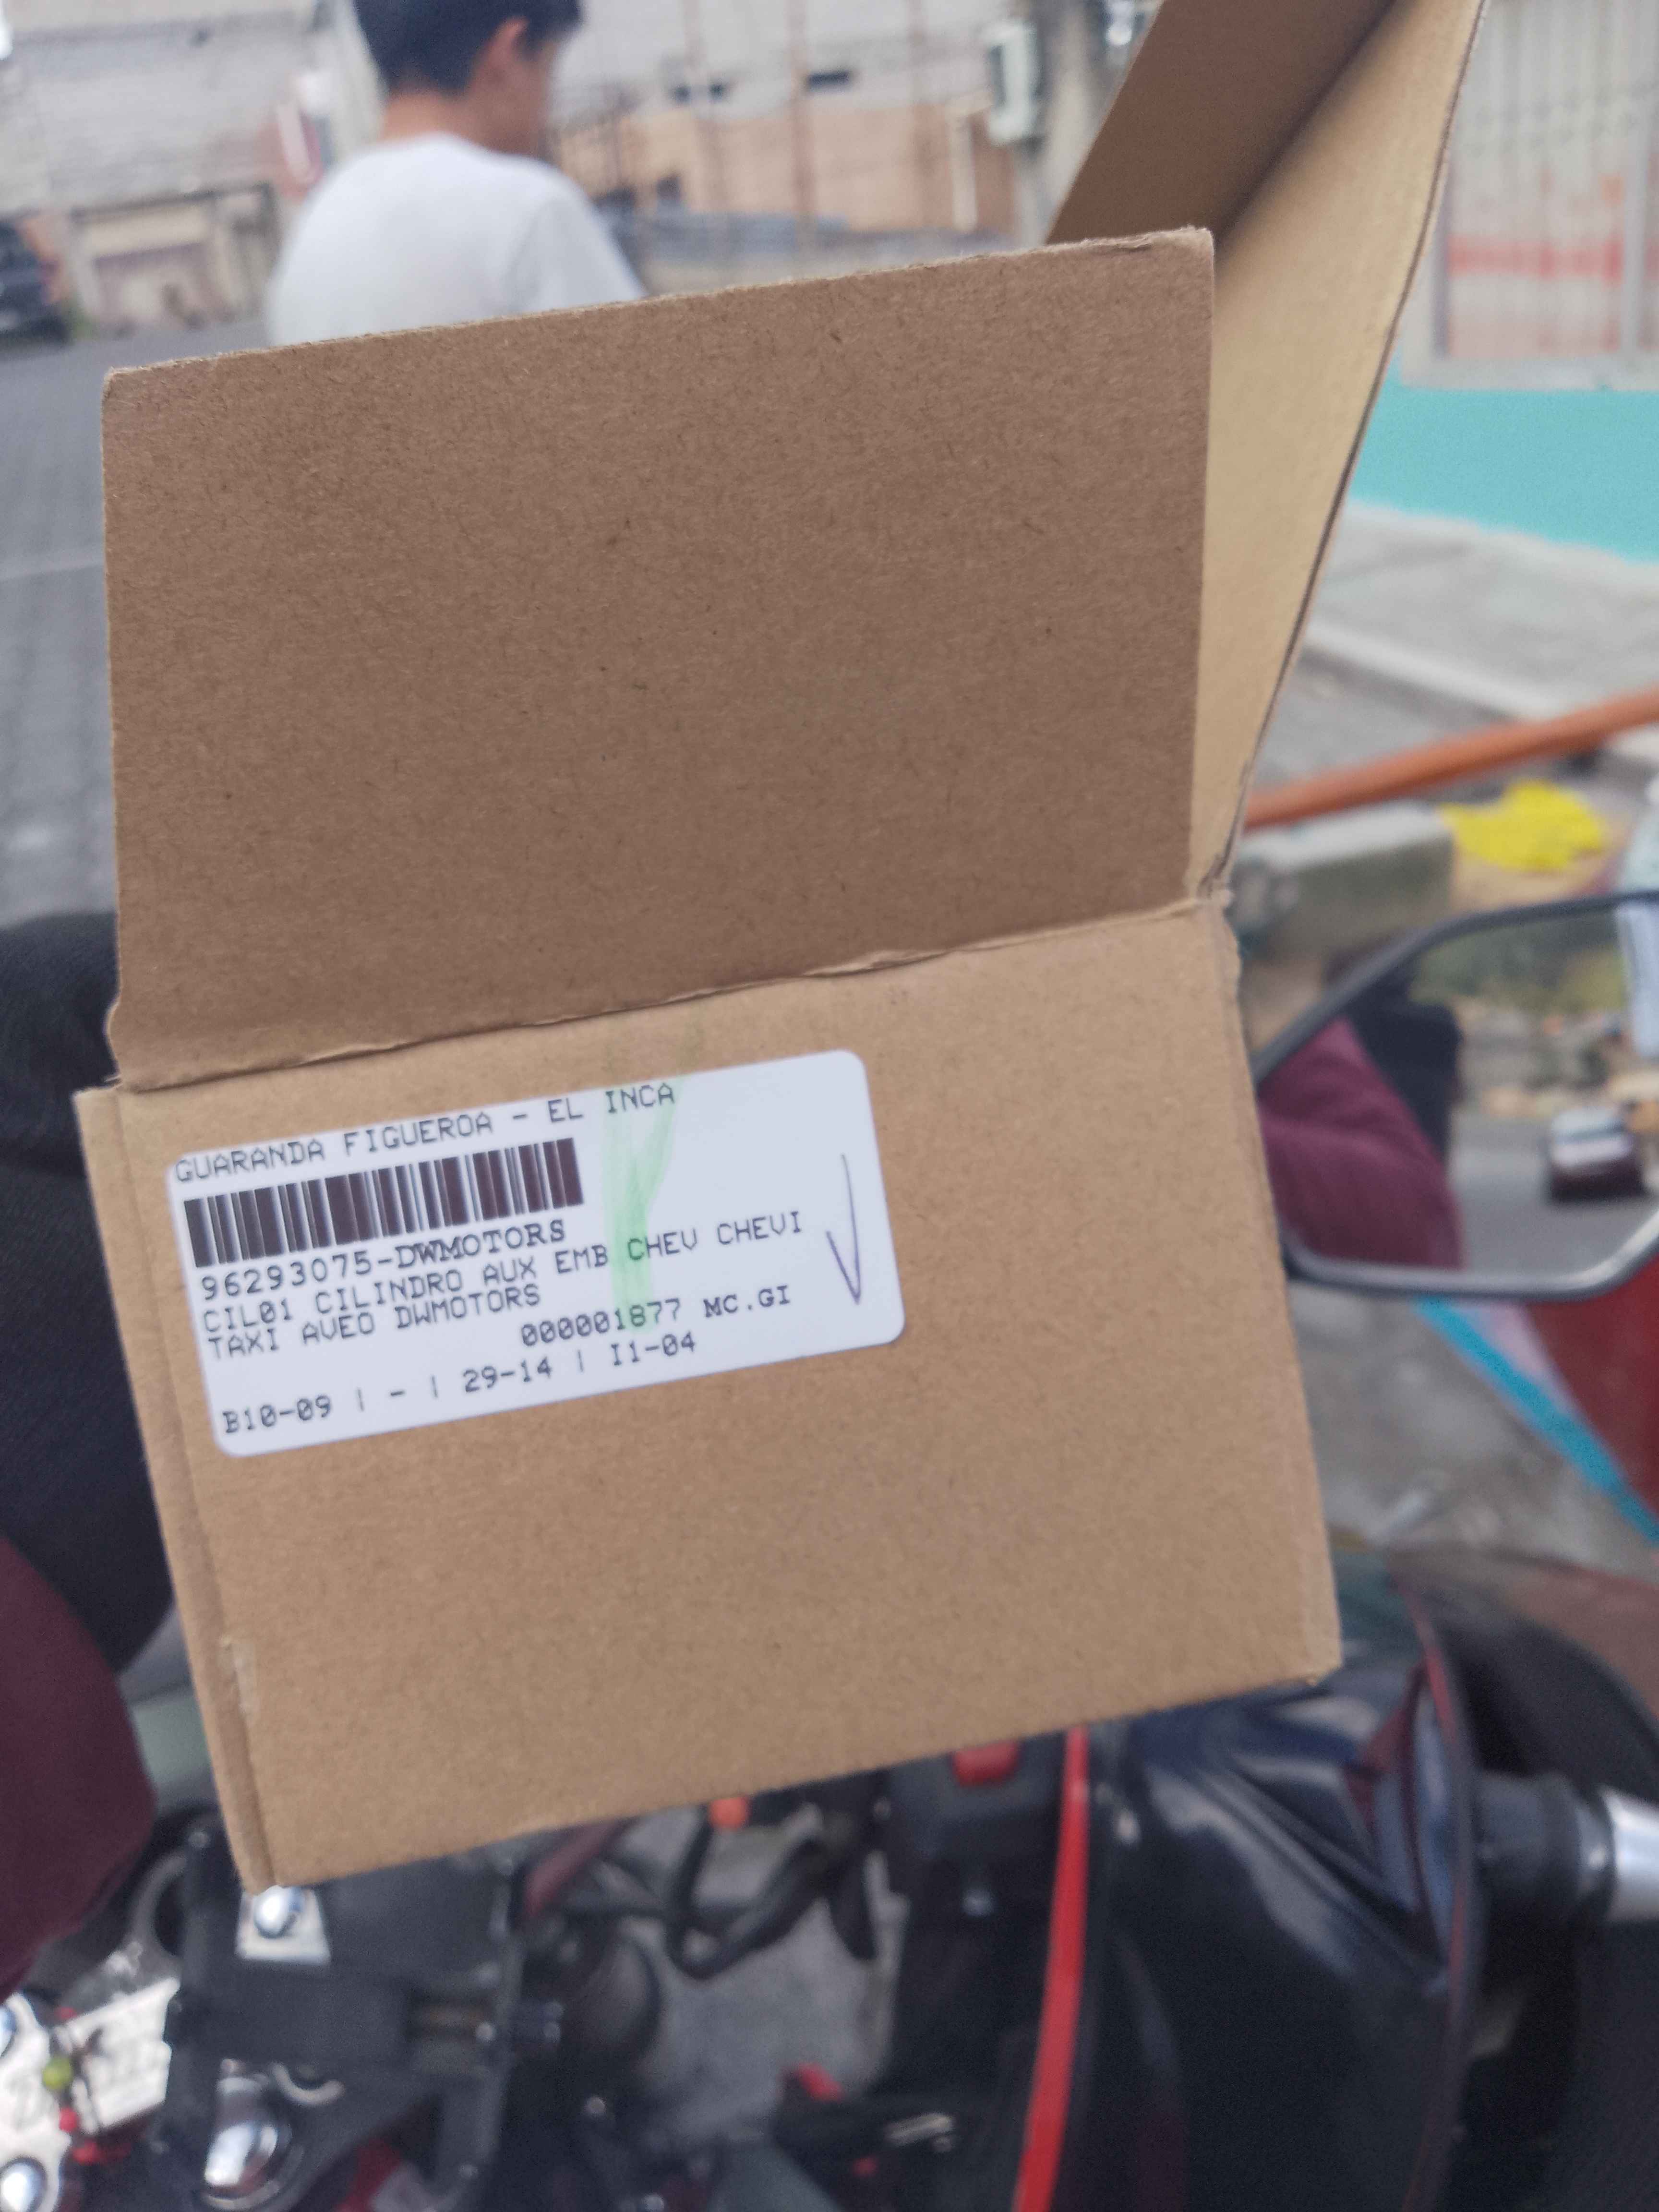 GUARANDA FIGUEROA - EL INCA
96293075-DWMOTORS
CIL01 CILINDRO AUX EMB CHEV CHEVI
TAXI AVEO DWMOTORS
000001877 MC.GI
B10-09 | - | 29-14 | I1-04